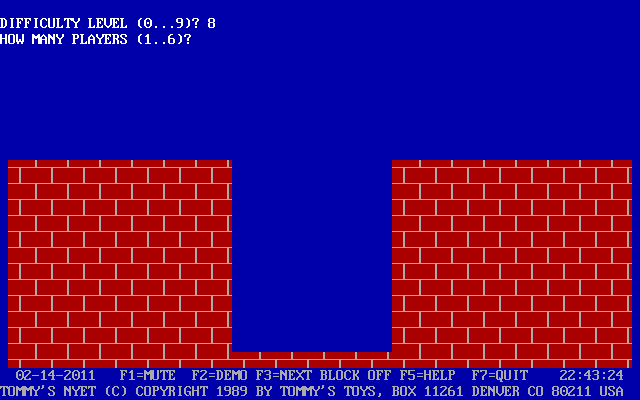 DIFFICULTY LEVEL (0...9)? 8
HOW MANY PLAYERS (1..6)?
02-14-2011 F1=MUTE F2=DEMO F3=NEXT BLOCK OFF F5=HELP F7=QUIT 22:43:24
TOMMY'S NYET (C) COPYRIGHT 1989 BY TOMMY'S TOYS, BOX 11261 DENVER CO 80211 USA